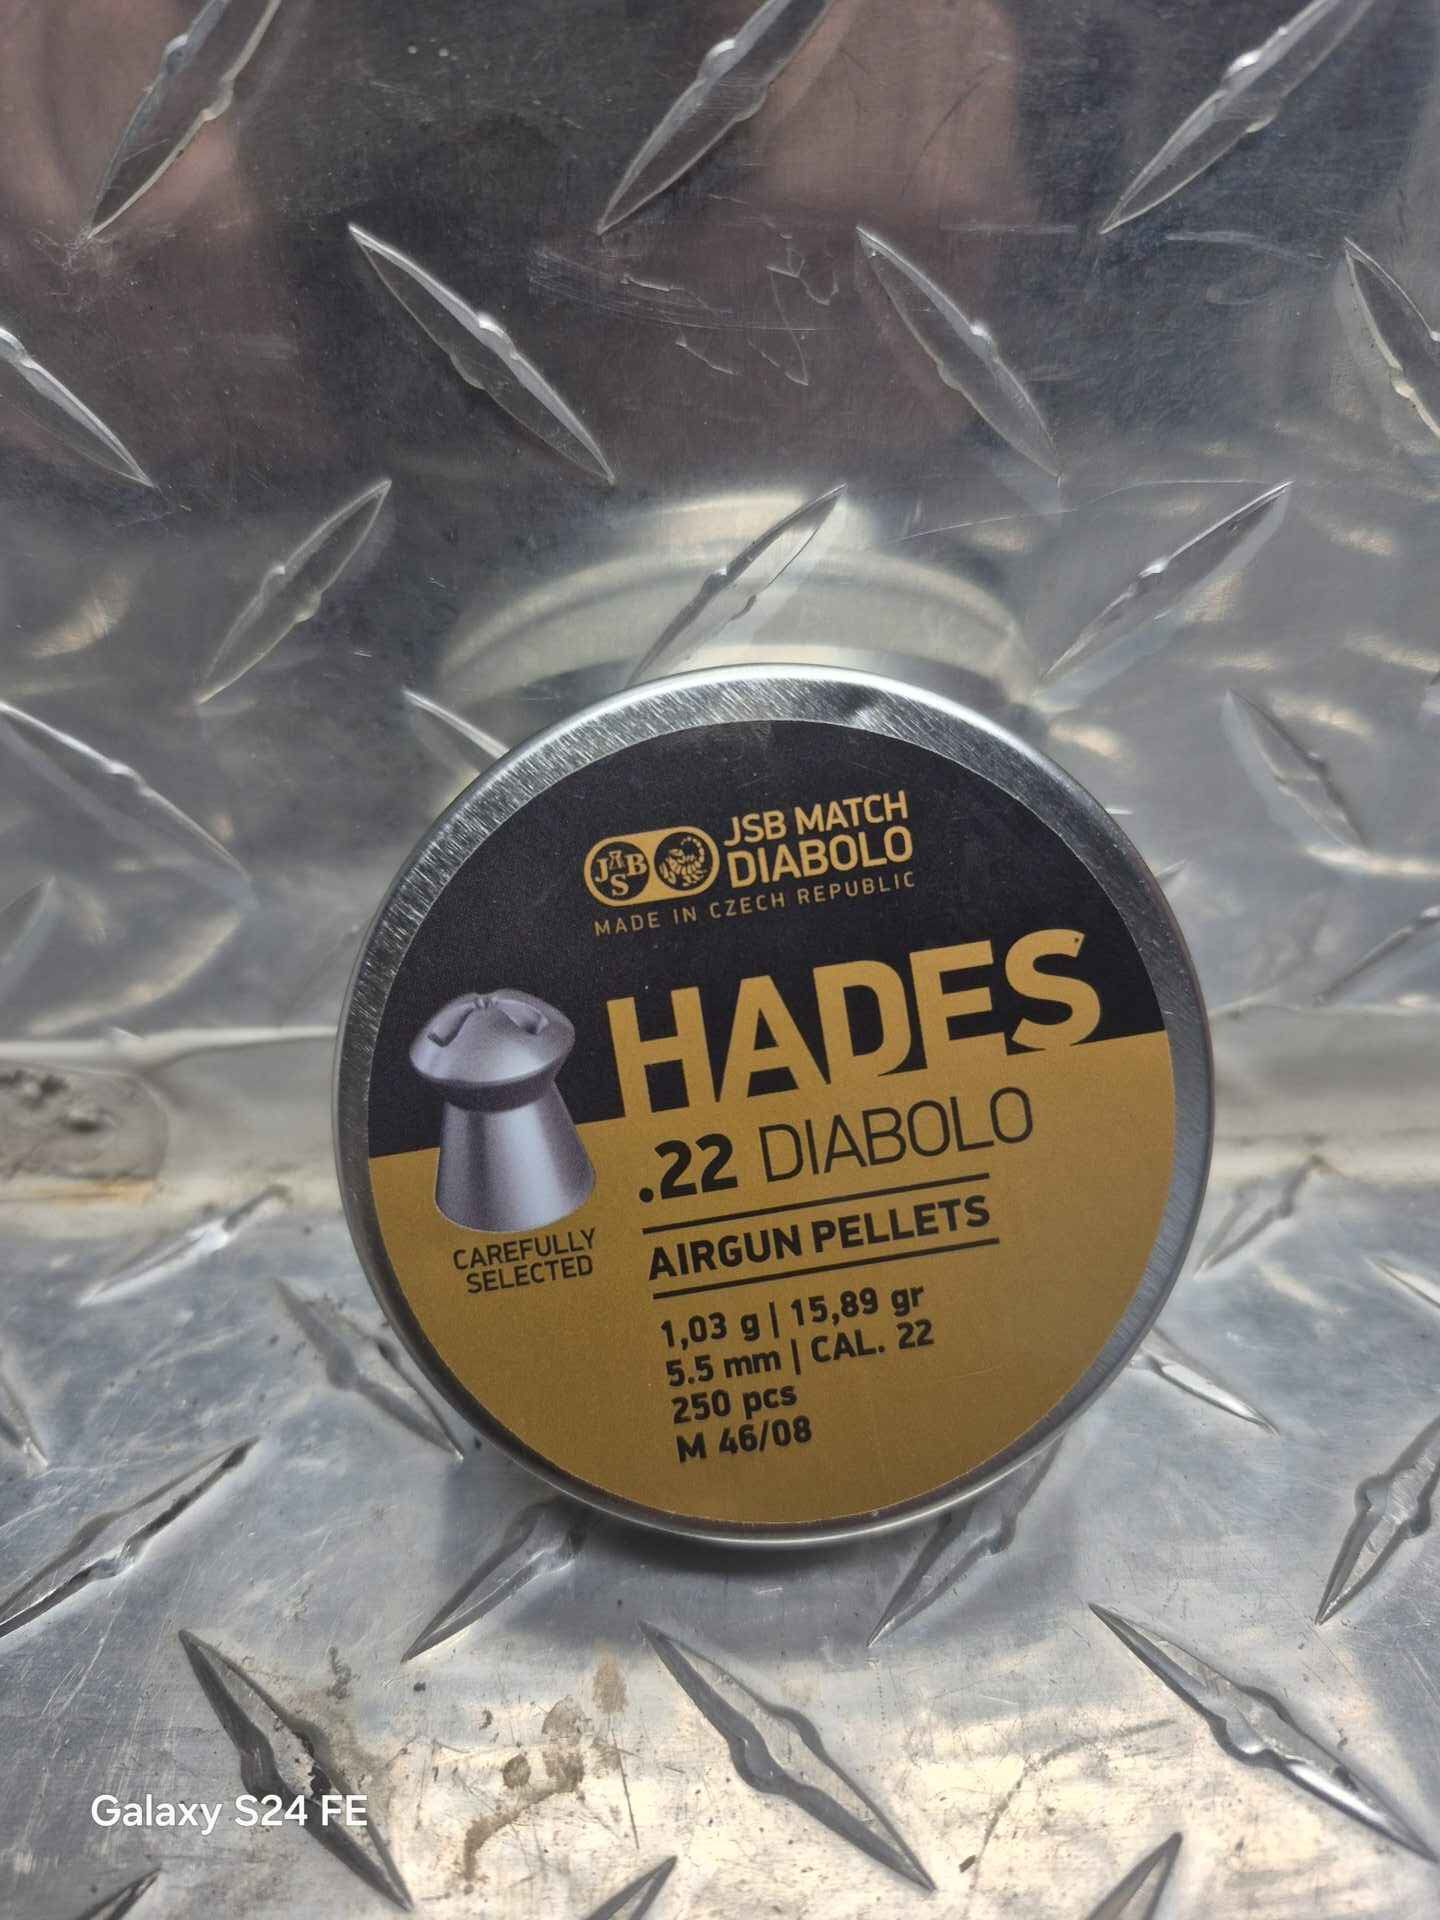 JSB
JSB MATCH
DIABOLO
MADE IN CZECH REPUBLIC
HADES
.22 DIABOLO
AIRGUN PELLETS
CAREFULLY
SELECTED
1,03 g | 15,89 gr
5.5 mm | CAL. 22
250 pcs
M 46/08
Galaxy S24 FE